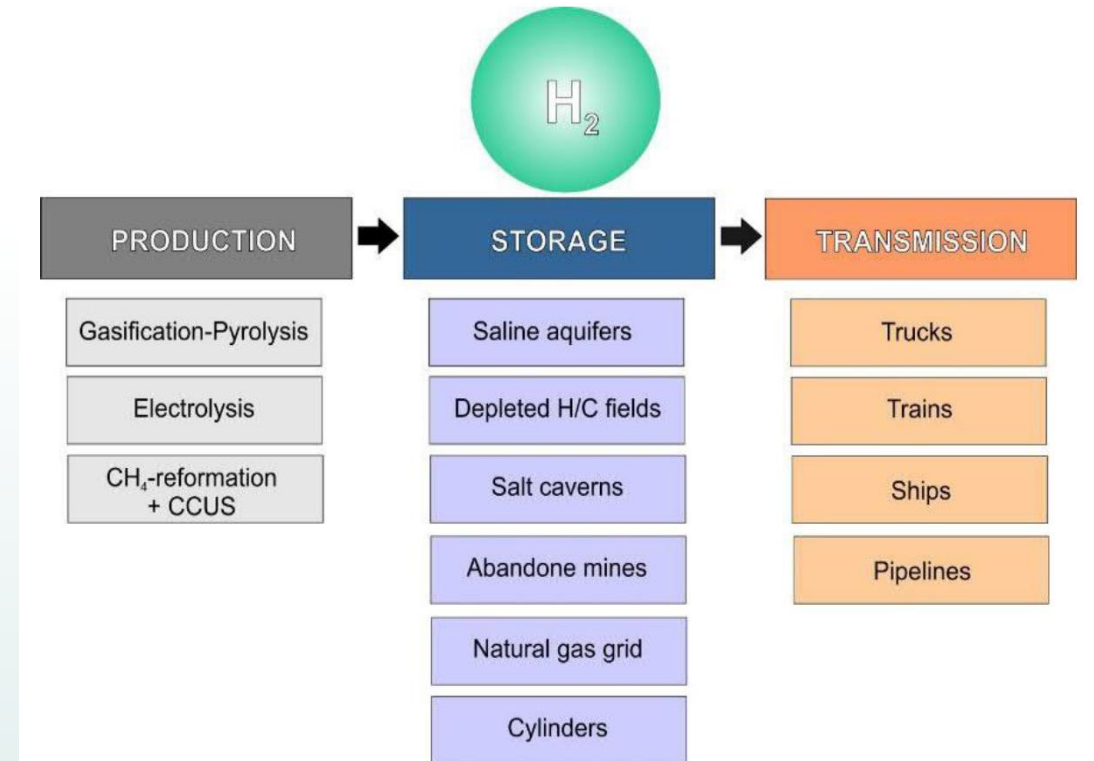 H₂
PRODUCTION
STORAGE
TRANSMISSION
Gasification-Pyrolysis
Electrolysis
CH₄-reformation
+ CCUS
Saline aquifers
Depleted H/C fields
Salt caverns
Abandone mines
Natural gas grid
Cylinders
Trucks
Trains
Ships
Pipelines